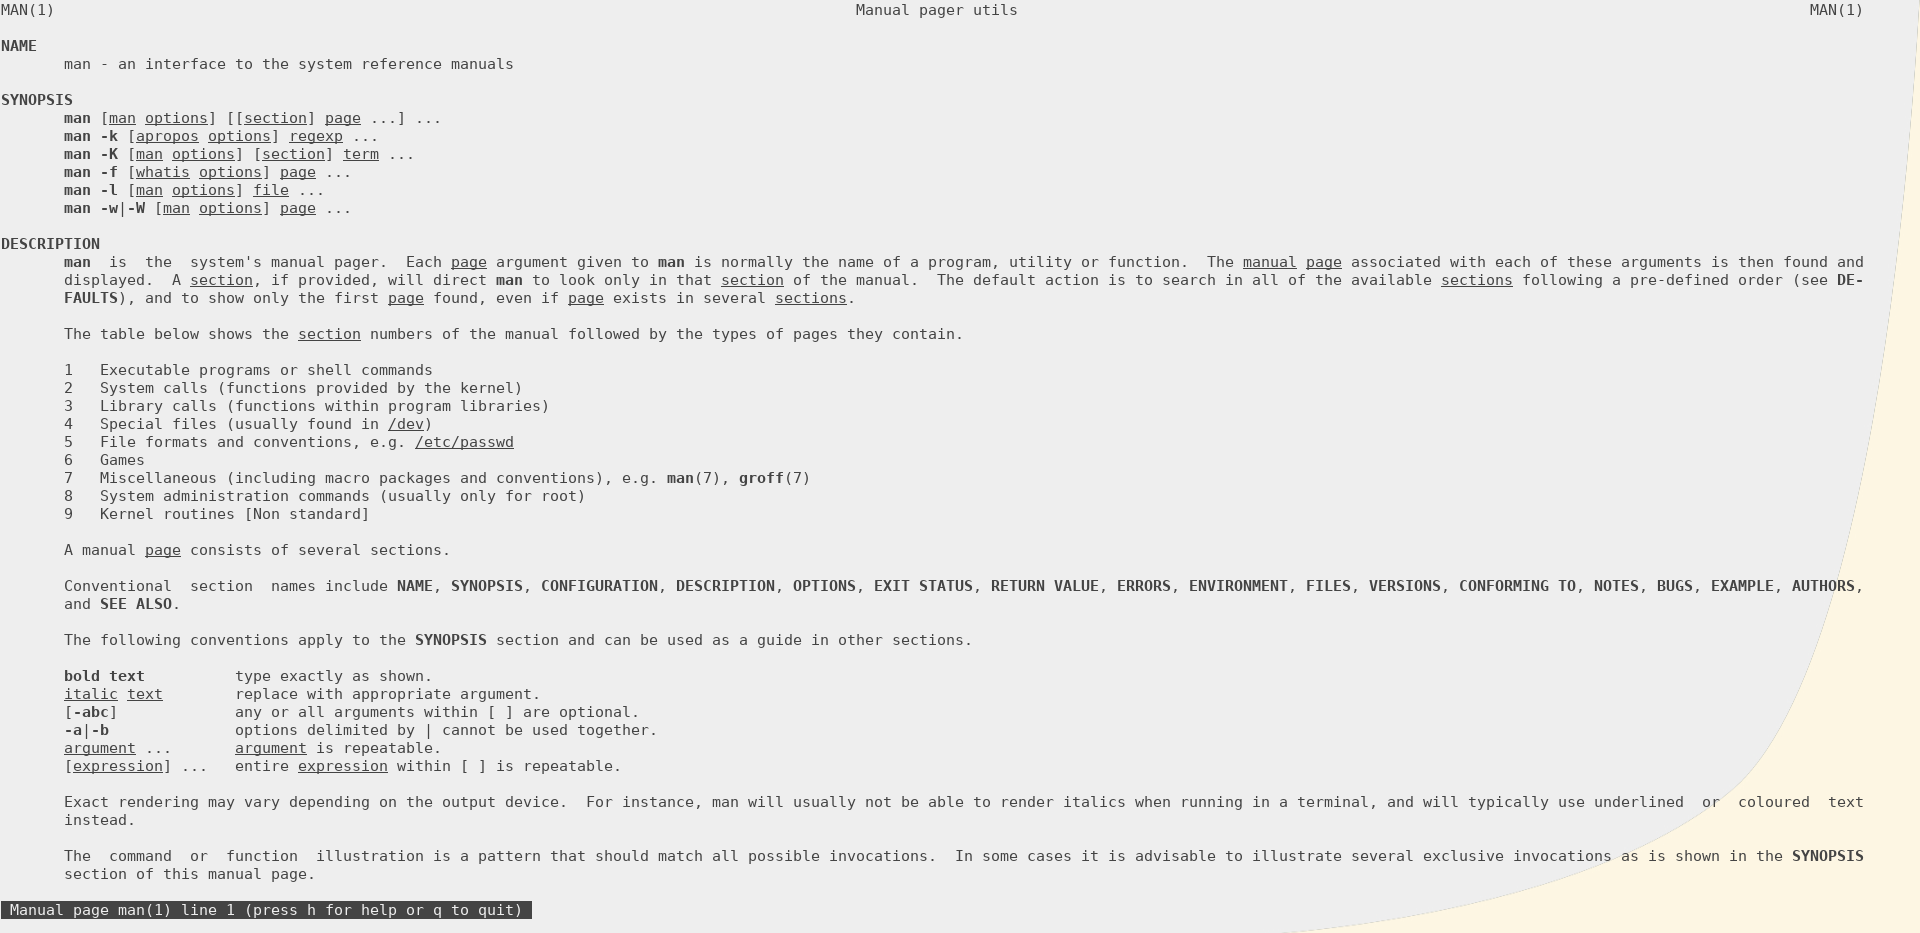 MAN(1) Manual pager utils MAN(1)
NAME
man - an interface to the system reference manuals
SYNOPSIS
man [man options] [[section] page ...] ...
man -k [apropos options] regexp ...
man -K [man options] [section] term ...
man -f [whatis options] page ...
man -l [man options] file ...
man -w|-W [man options] page ...
DESCRIPTION
man is the system's manual pager. Each page argument given to man is normally the name of a program, utility or function. The manual page associated with each of these arguments is then found and
displayed. A section, if provided, will direct man to look only in that section of the manual. The default action is to search in all of the available sections following a pre-defined order (see DE-
FAULTS), and to show only the first page found, even if page exists in several sections.
The table below shows the section numbers of the manual followed by the types of pages they contain.
1 Executable programs or shell commands
2 System calls (functions provided by the kernel)
3 Library calls (functions within program libraries)
4 Special files (usually found in /dev)
5 File formats and conventions, e.g. /etc/passwd
6 Games
7 Miscellaneous (including macro packages and conventions), e.g. man(7), groff(7)
8 System administration commands (usually only for root)
9 Kernel routines [Non standard]
A manual page consists of several sections.
Conventional section names include NAME, SYNOPSIS, CONFIGURATION, DESCRIPTION, OPTIONS, EXIT STATUS, RETURN VALUE, ERRORS, ENVIRONMENT, FILES, VERSIONS, CONFORMING TO, NOTES, BUGS, EXAMPLE, AUTHORS,
and SEE ALSO.
The following conventions apply to the SYNOPSIS section and can be used as a guide in other sections.
bold text type exactly as shown.
italic text replace with appropriate argument.
[-abc] any or all arguments within [ ] are optional.
-a|-b options delimited by | cannot be used together.
argument ... argument is repeatable.
[expression] ... entire expression within [ ] is repeatable.
Exact rendering may vary depending on the output device. For instance, man will usually not be able to render italics when running in a terminal, and will typically use underlined or coloured text
instead.
The command or function illustration is a pattern that should match all possible invocations. In some cases it is advisable to illustrate several exclusive invocations as is shown in the SYNOPSIS
section of this manual page.
Manual page man(1) line 1 (press h for help or q to quit)